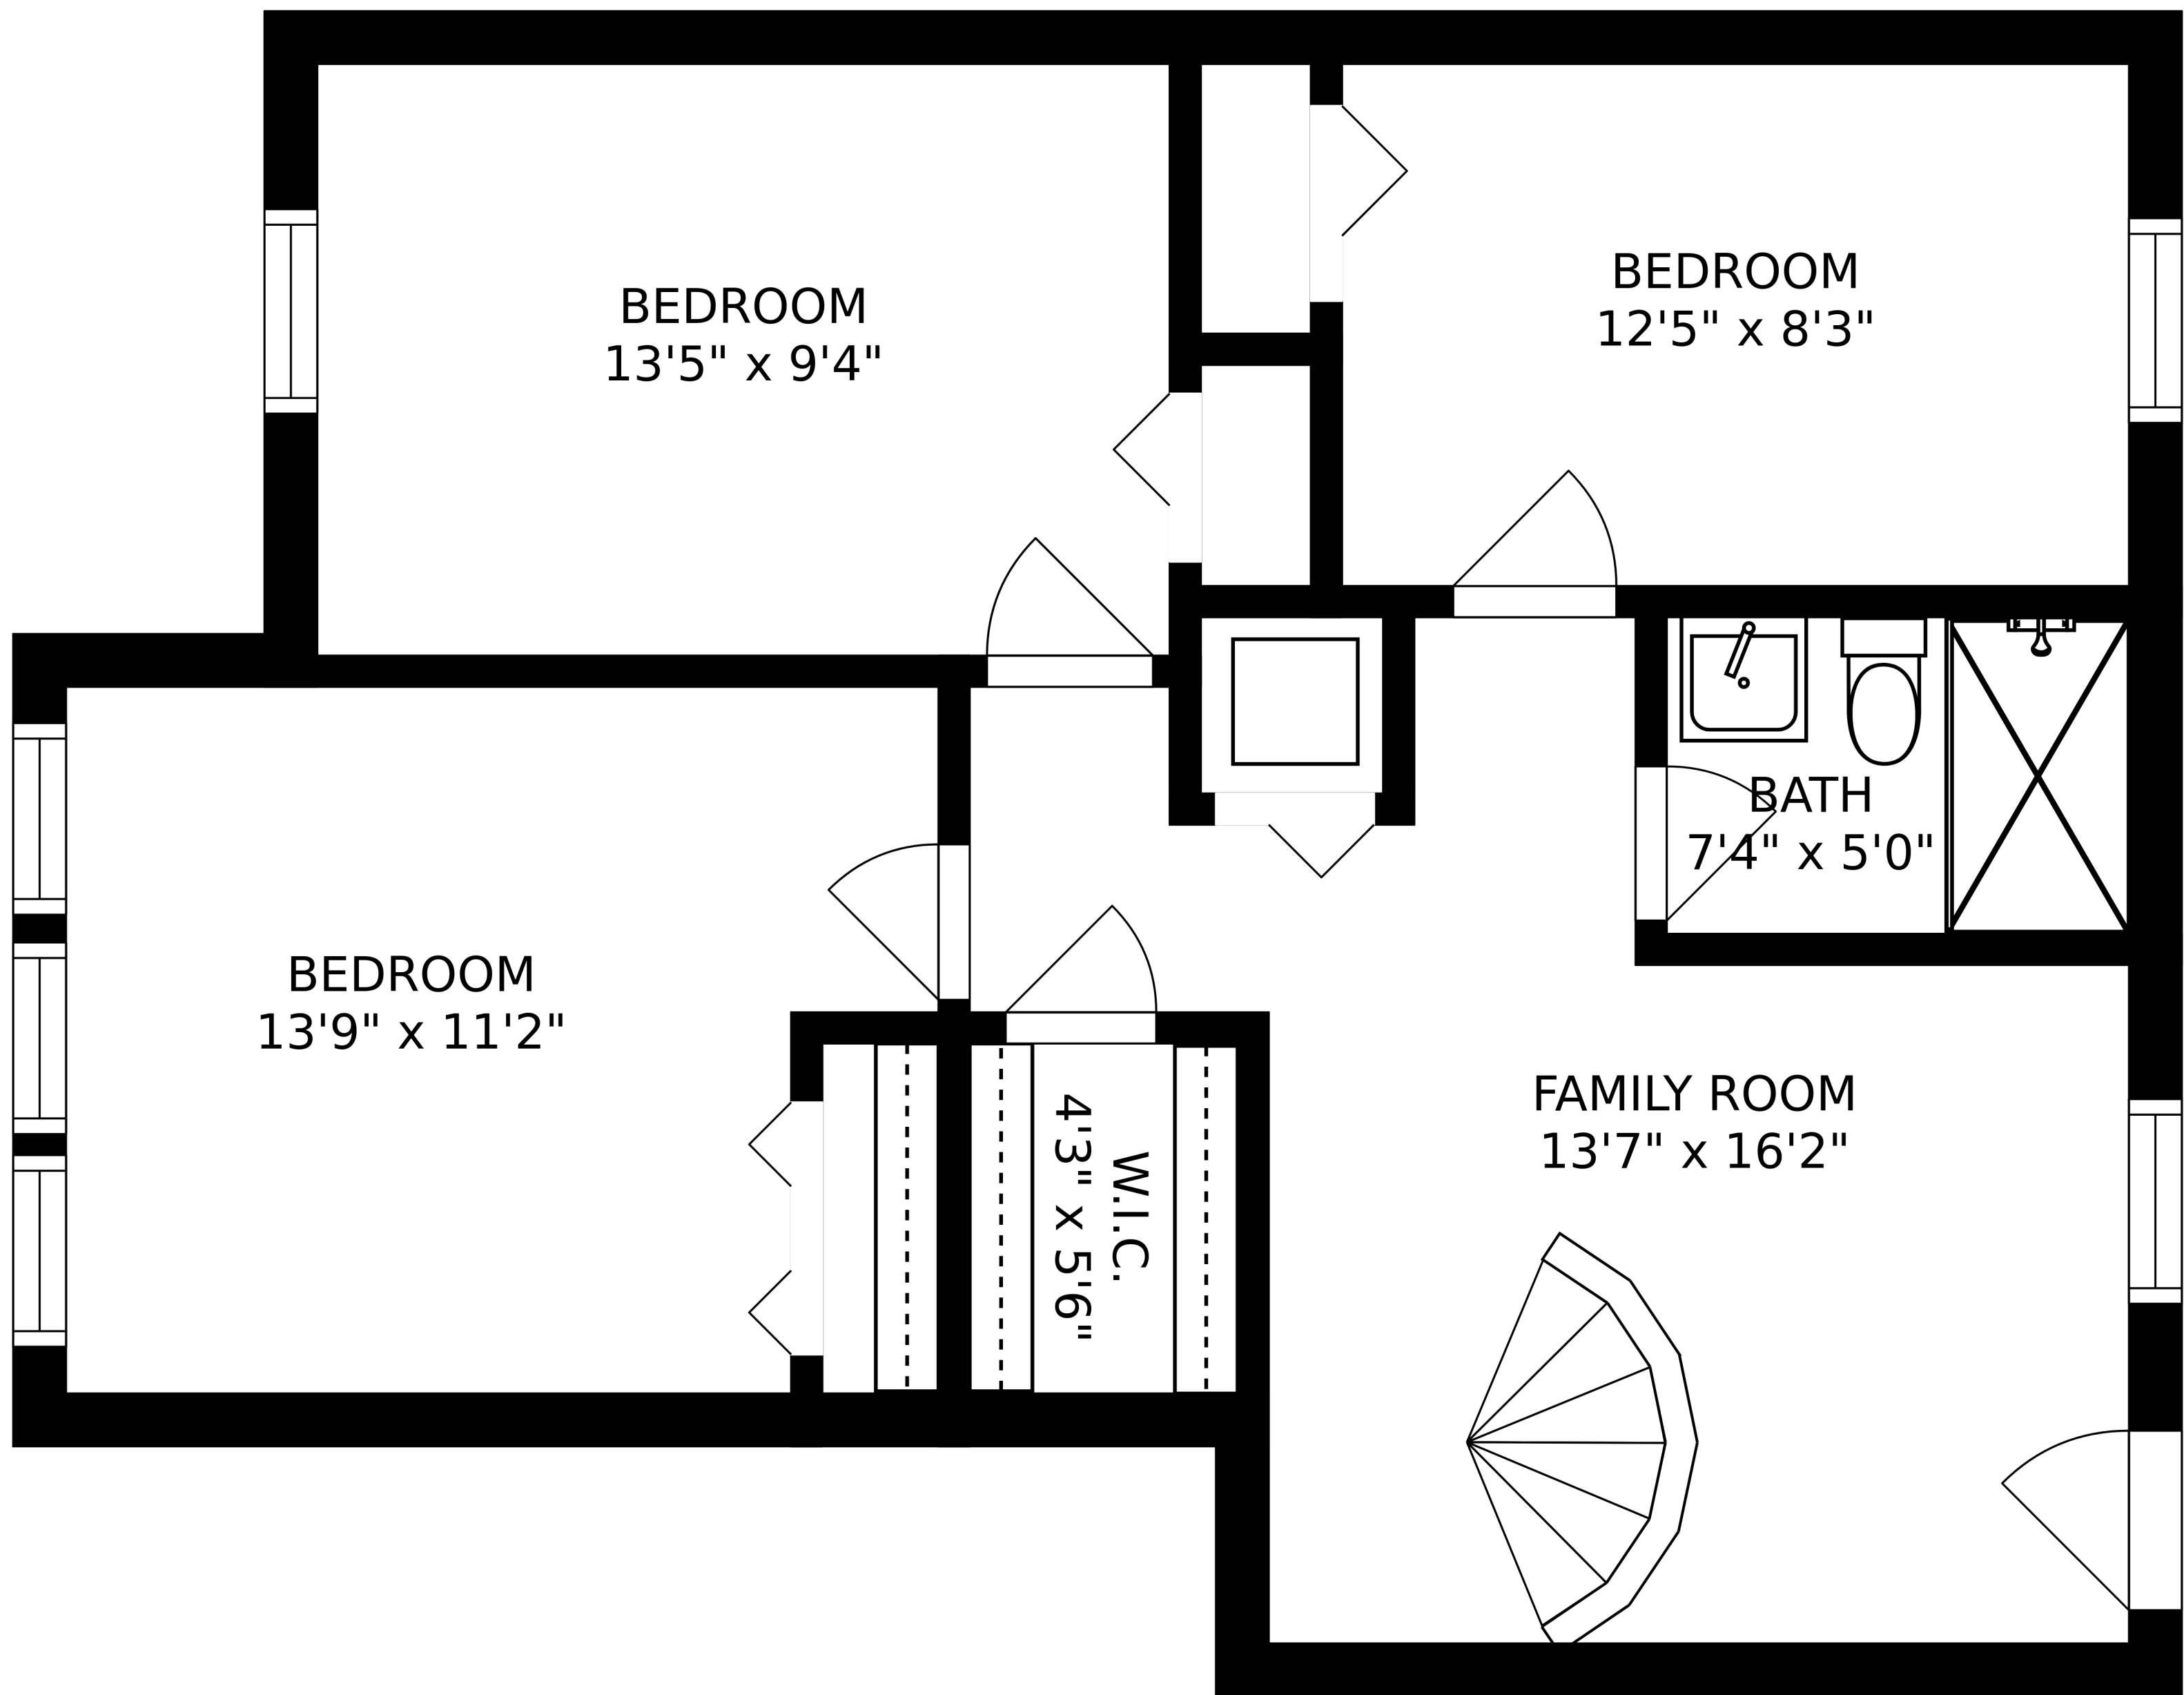 BEDROOM
13'5" x 9'4"
BEDROOM
12'5" x 8'3"
BATH
7'4" x 5'0"
BEDROOM
13'9" x 11'2"
W.I.C.
4'3" x 5'6"
FAMILY ROOM
13'7" x 16'2"